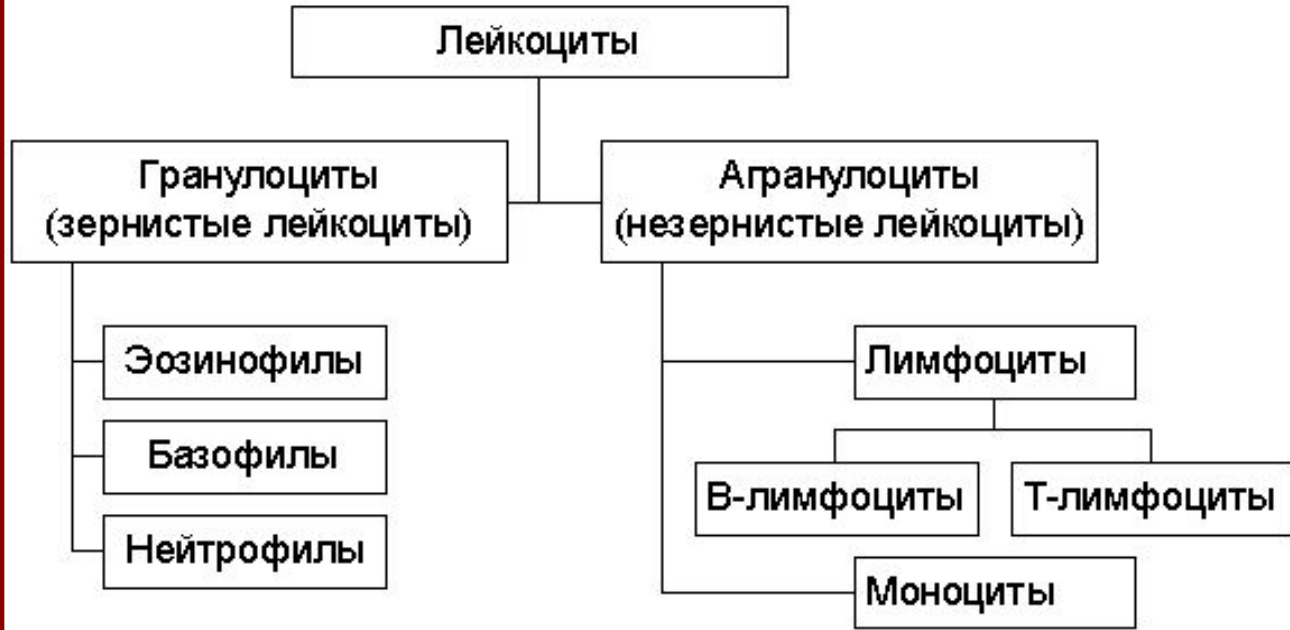 Лейкоциты
Гранулоциты
(зернистые лейкоциты)
Агранулоциты
(незернистые лейкоциты)
Эозинофилы
Базофилы
Нейтрофилы
Лимфоциты
В-лимфоциты
Т-лимфоциты
Моноциты